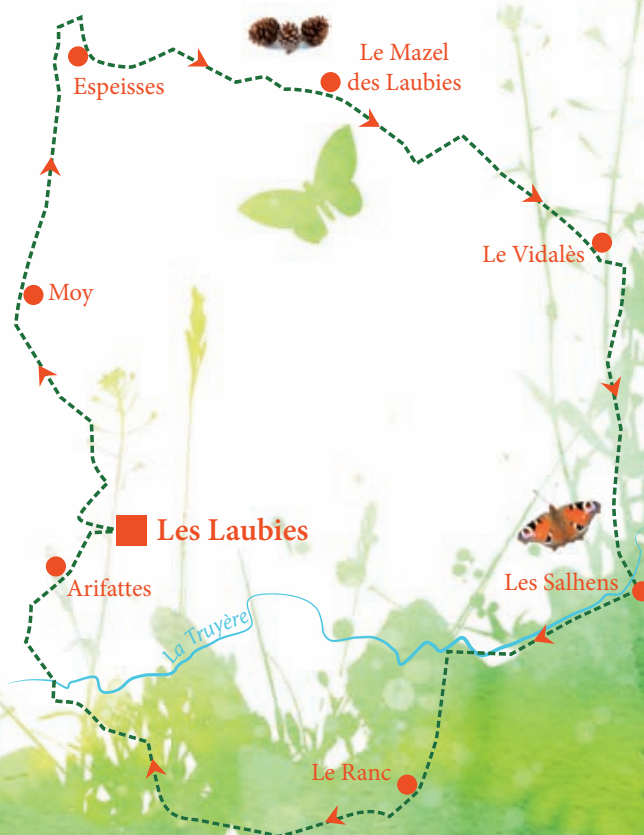 Espeisses
Le Mazel
des Laubies
Le Vidalès
Moy
Les Laubies
Arifattes
Les Salhens
La Truyère
Le Ranc